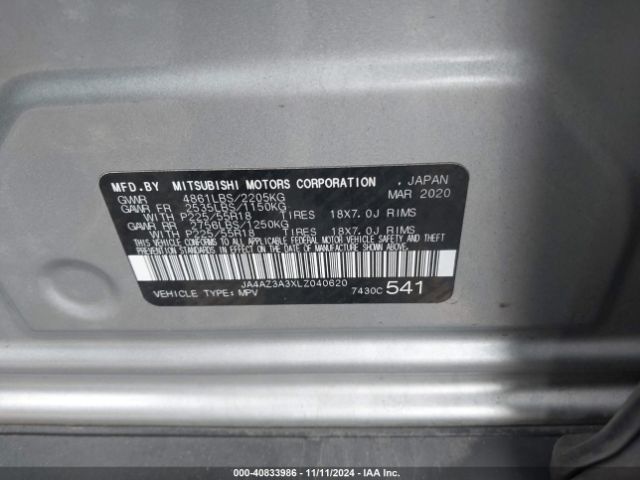 MFD.BY MITSUBISHI MOTORS CORPORATION , JAPAN
GVWR 4861LBS/2205KG MAR 2020
GAWR FR 2535LBS/1150KG
WITH P225/55R18 TIRES 18X7.0J RIMS
GAWR RR 2756LBS/1250KG
WITH P225/55R18 TIRES 18X7.0J RIMS
THIS VEHICLE CONFORMS TO ALL APPLICABLE FEDERAL MOTOR VEHICLE SAFETY AND
THEFT PREVENTION STANDARDS IN EFFECT ON THE DATE OF MANUFACTURE SHOWN ABOVE.
JA4AZ3A3XLZ040620
VEHICLE TYPE: MPV 7430C 541
000-40833986 - 11/11/2024 - IAA Inc.